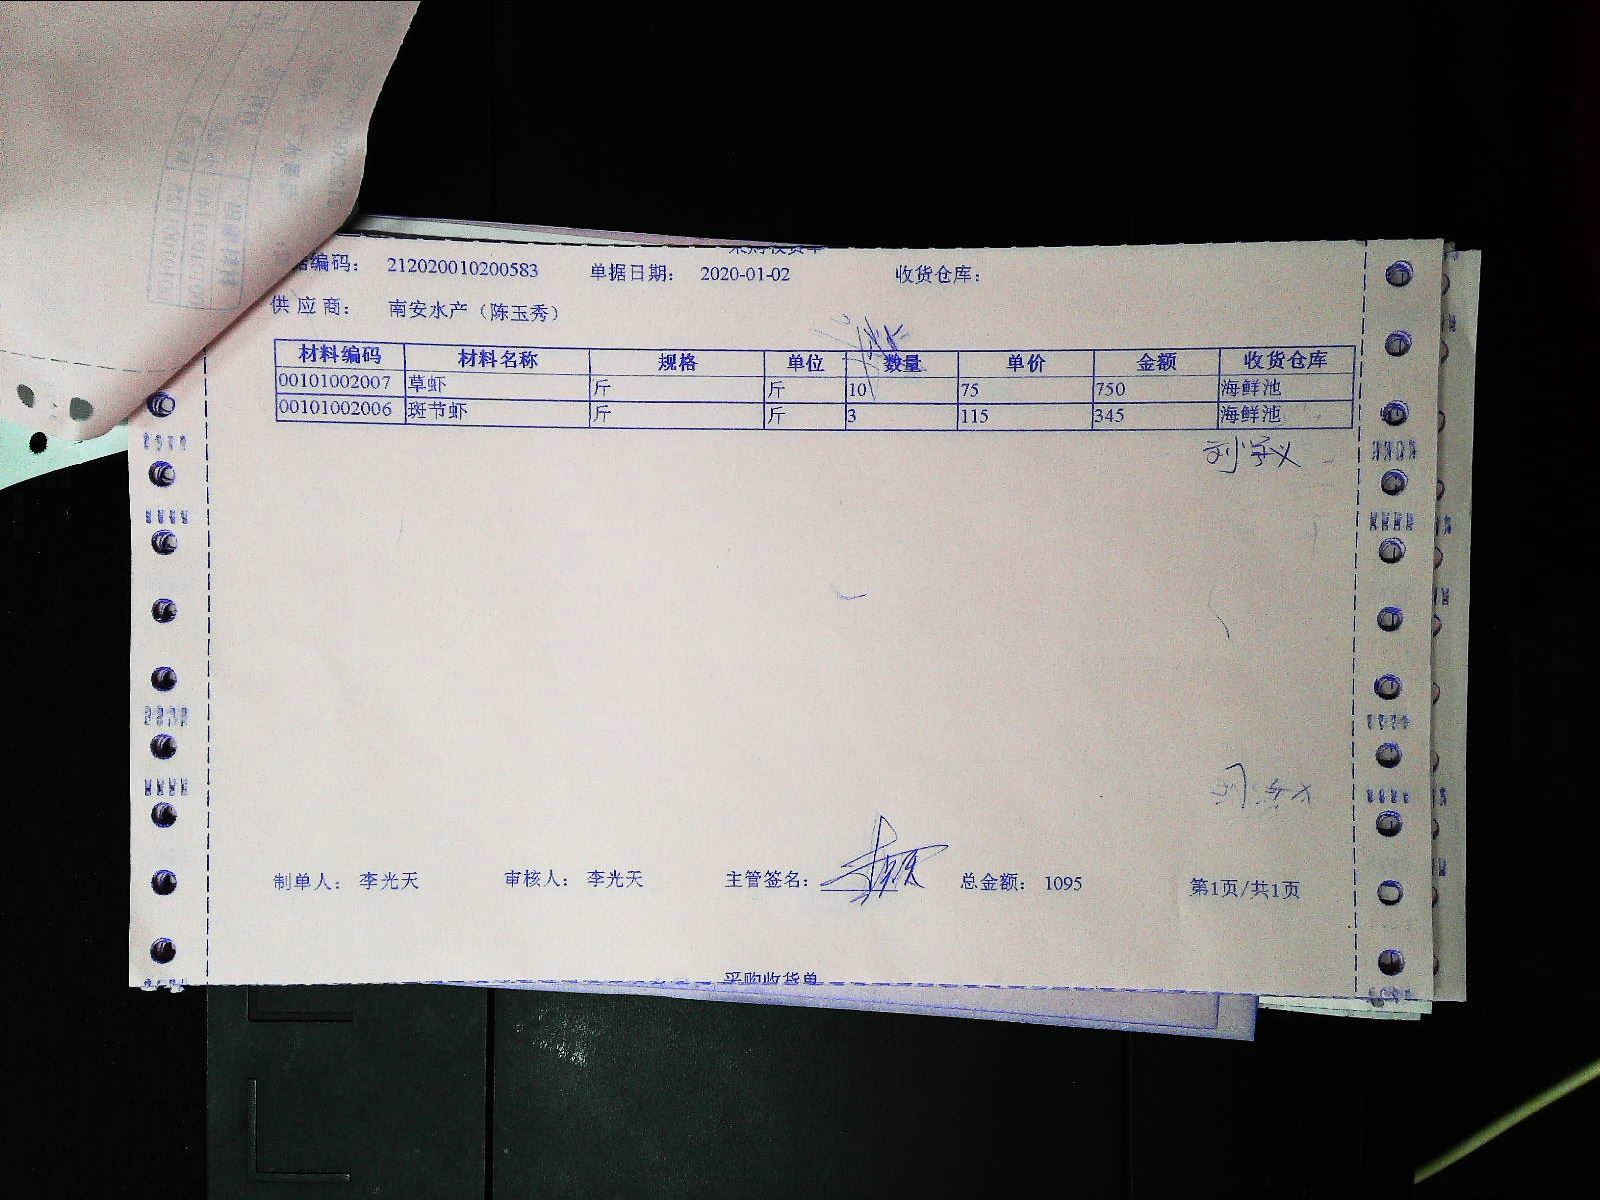 编码： 212020010200583 单据日期： 2020-01-02 收货仓库：
供应商： 南安水产（陈玉秀）
材料编码 材料名称 规格 单位 数量 单价 金额 收货仓库
00101002007 草虾 斤 斤 10 75 750 海鲜池
00101002006 斑节虾 斤 斤 3 115 345 海鲜池
制单人： 李光天 审核人： 李光天 主管签名： 总金额： 1095 第1页/共1页
采购收货单